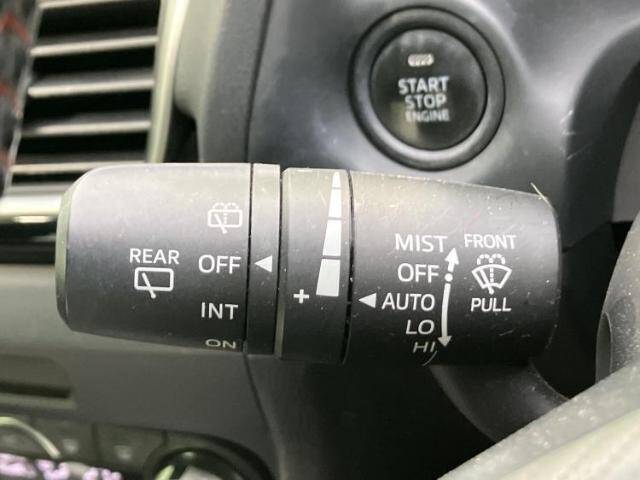 START
STOP
ENGINE
REAR
OFF
INT
ON
+
MIST
OFF
AUTO
LO
HI
FRONT
PULL